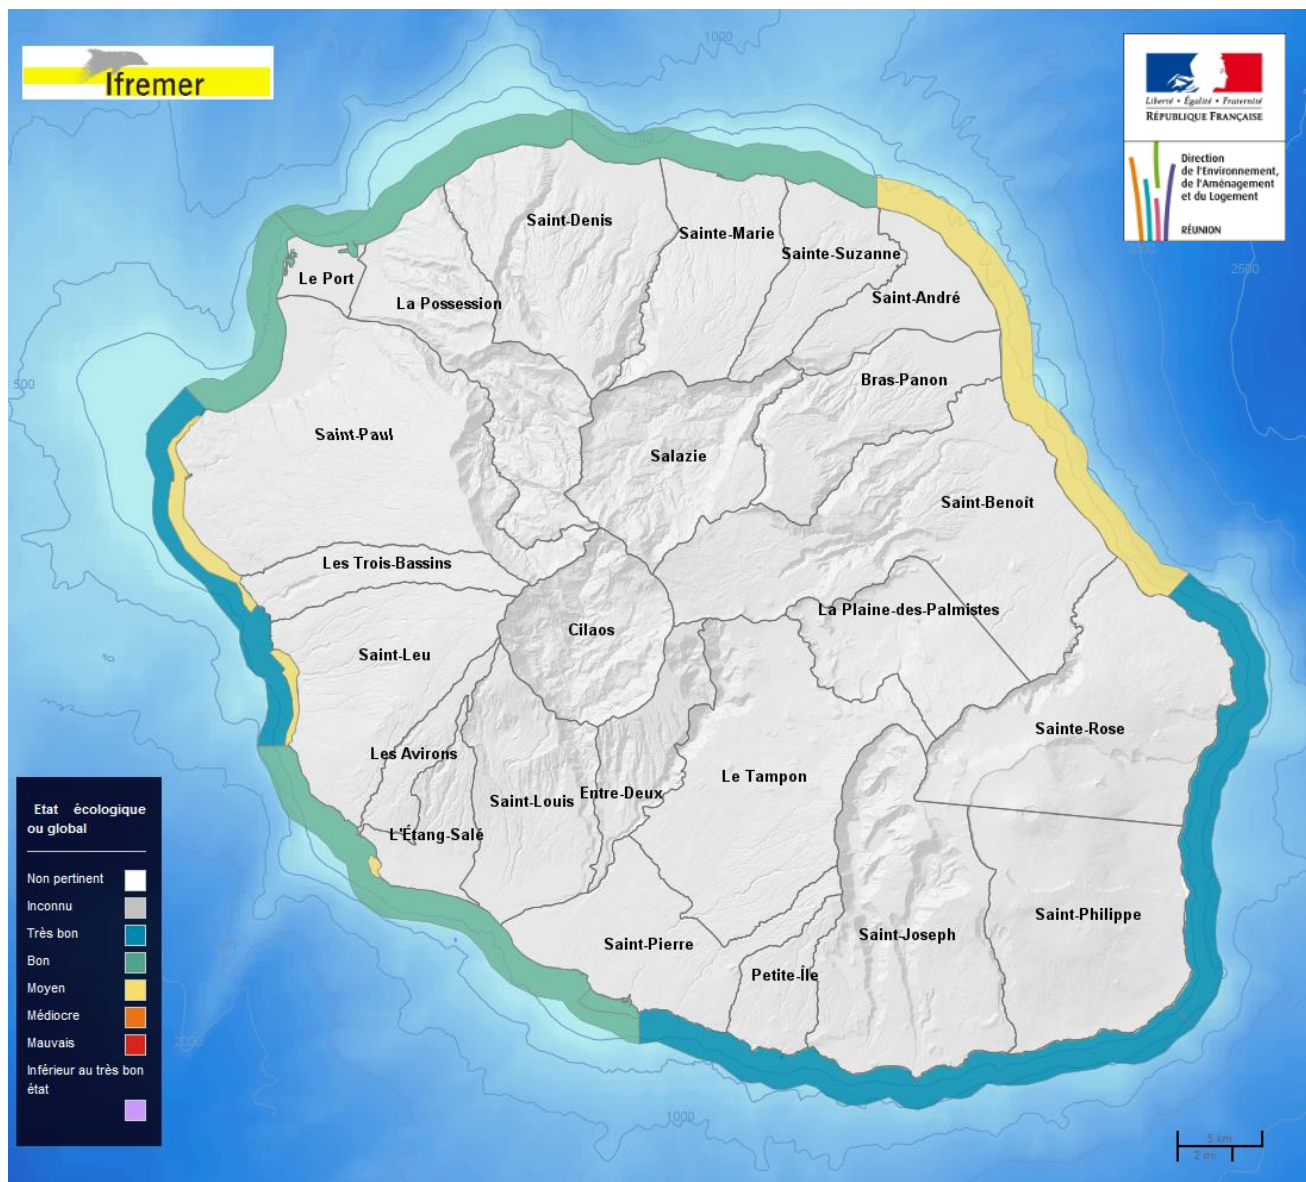 Ifremer
1000
Liberté • Égalité • Fraternité
RÉPUBLIQUE FRANÇAISE
Direction
de l'Environnement,
de l'Aménagement
et du Logement
RÉUNION
2500
Saint-Denis
Sainte-Marie
Sainte-Suzanne
Le Port
La Possession
Saint-André
500
Bras-Panon
Saint-Paul
Salazie
Saint-Benoît
Les Trois-Bassins
La Plaine-des-Palmistes
Cilaos
Saint-Leu
Sainte-Rose
Les Avirons
Le Tampon
Entre-Deux
Saint-Louis
L'Étang-Salé
Saint-Philippe
Saint-Joseph
Saint-Pierre
Petite-Île
Etat écologique
ou global
Non pertinent
Inconnu
Très bon
Bon
Moyen
Médiocre
Mauvais
Inférieur au très bon
état
2000
1000
5 km
2 mi